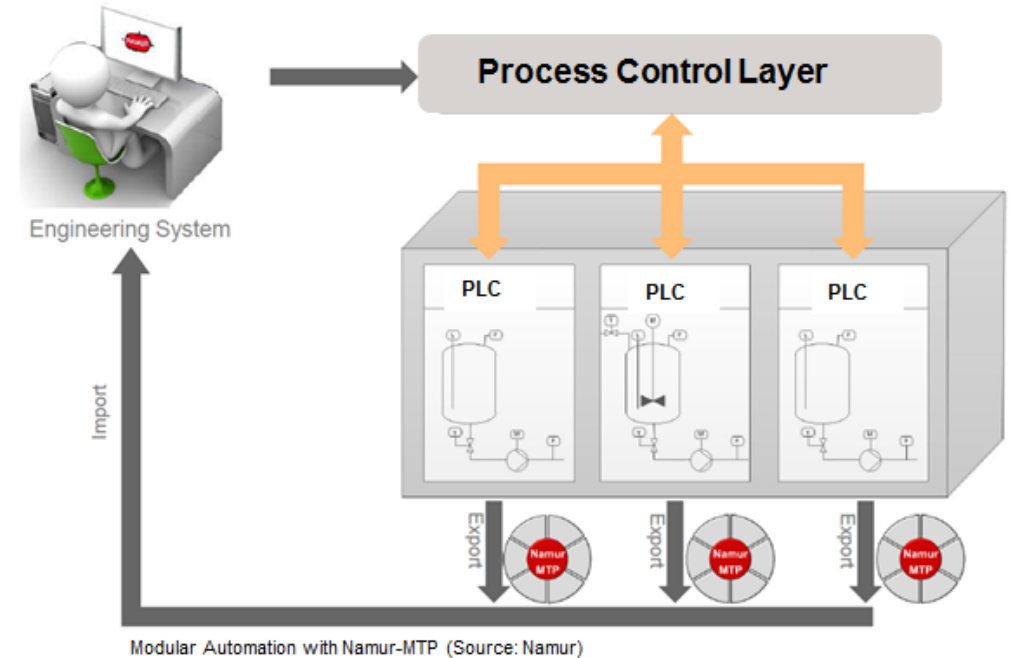 Process Control Layer
Engineering System
PLC
PLC
PLC
L
P
S
M
L
P
L
P
S
M
F
S
M
F
S
M
F
Import
Export
Namur
MTP
Export
Namur
MTP
Export
Namur
MTP
Modular Automation with Namur-MTP (Source: Namur)